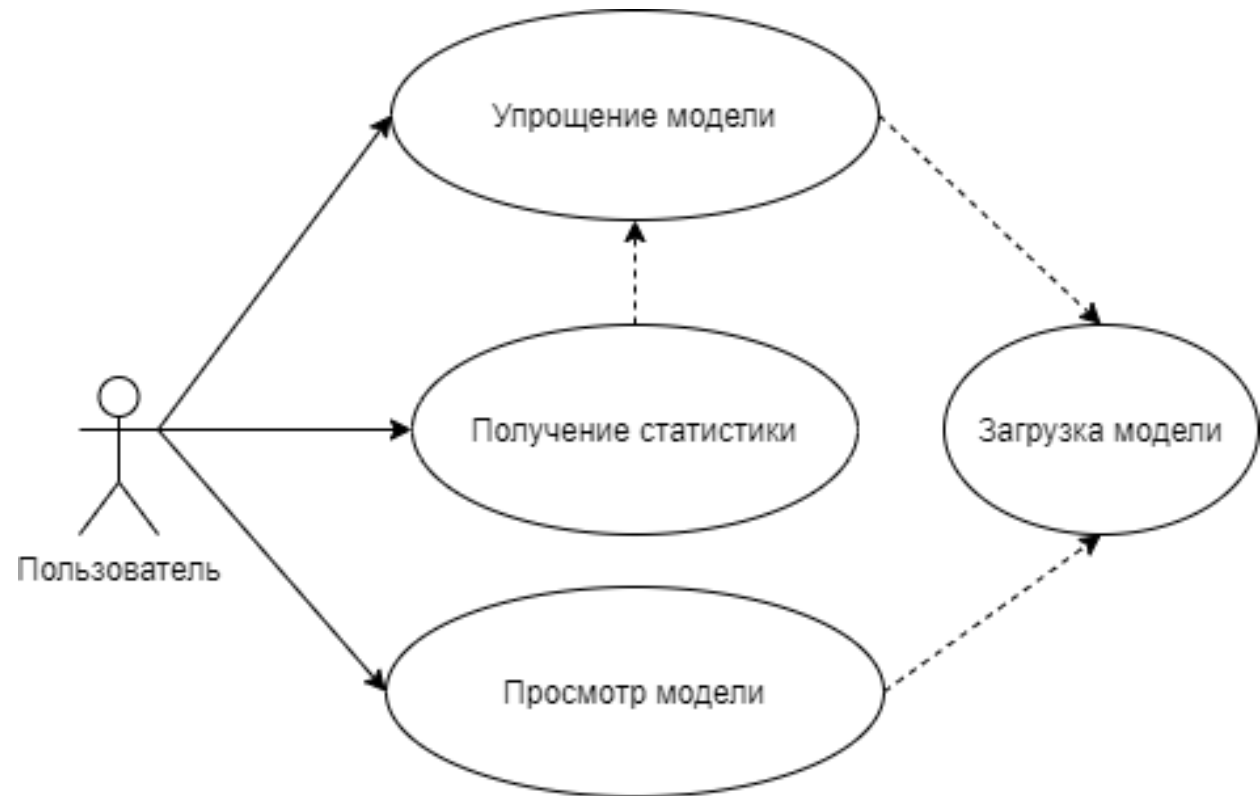 Упрощение модели
Получение статистики
Загрузка модели
Пользователь
Просмотр модели